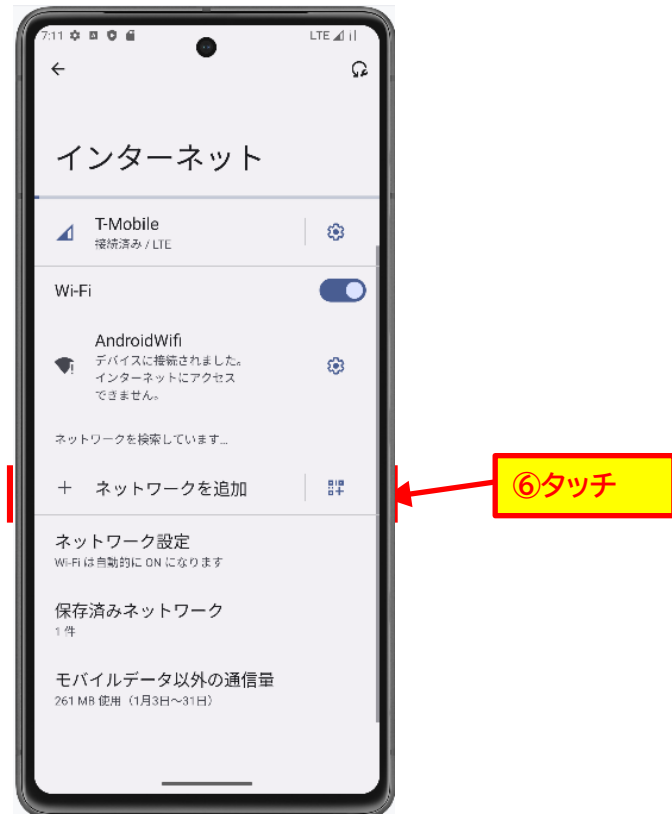 7:11 LTE
インターネット
T-Mobile
接続済み / LTE
Wi-Fi
AndroidWifi
デバイスに接続されました。
インターネットにアクセス
できません。
ネットワークを検索しています...
+ ネットワークを追加
⑥タッチ
ネットワーク設定
Wi-Fi は自動的に ON になります
保存済みネットワーク
1 件
モバイルデータ以外の通信量
261 MB 使用（1月3日～31日）